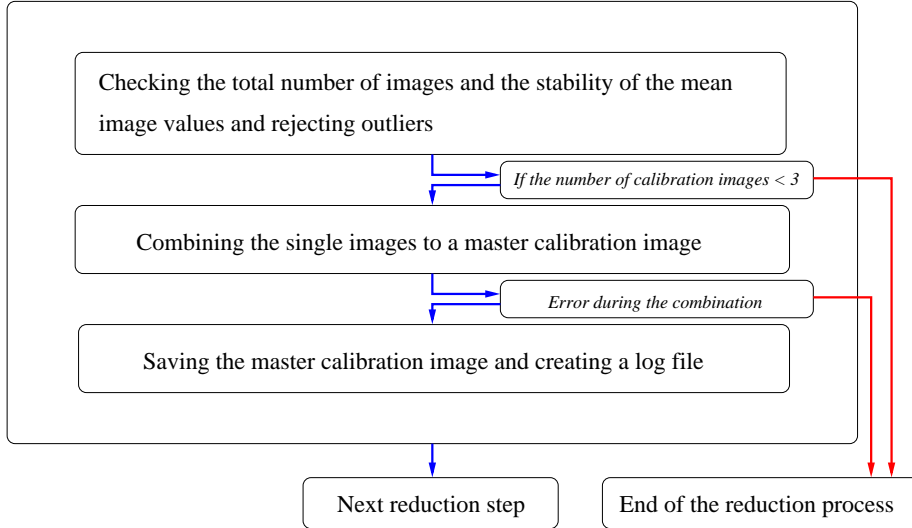 Checking the total number of images and the stability of the mean
image values and rejecting outliers
If the number of calibration images < 3
Combining the single images to a master calibration image
Error during the combination
Saving the master calibration image and creating a log file
Next reduction step
End of the reduction process